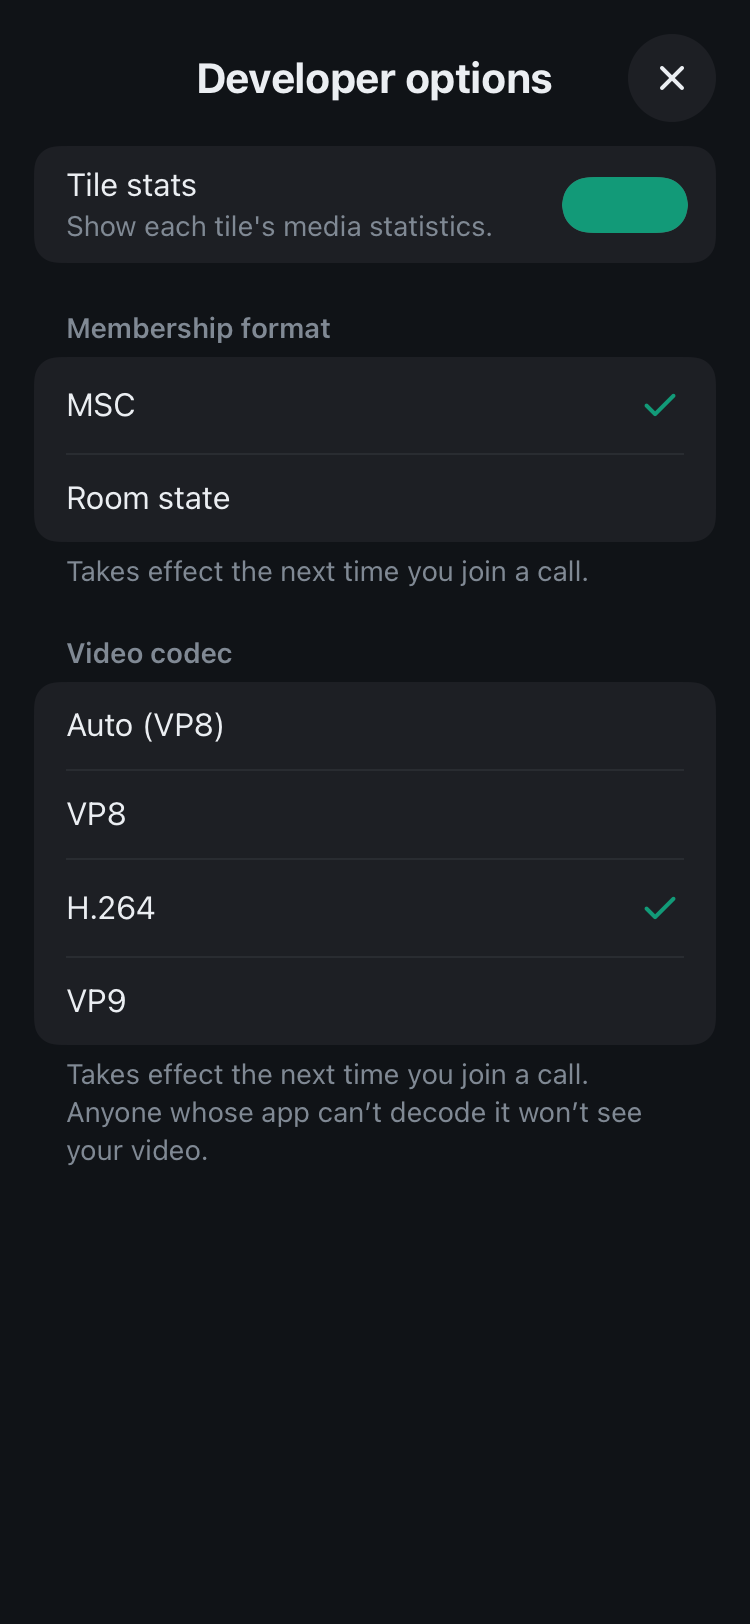 Developer options
Tile stats
Show each tile's media statistics.
Membership format
MSC
Room state
Takes effect the next time you join a call.
Video codec
Auto (VP8)
VP8
H.264
VP9
Takes effect the next time you join a call.
Anyone whose app can’t decode it won’t see
your video.